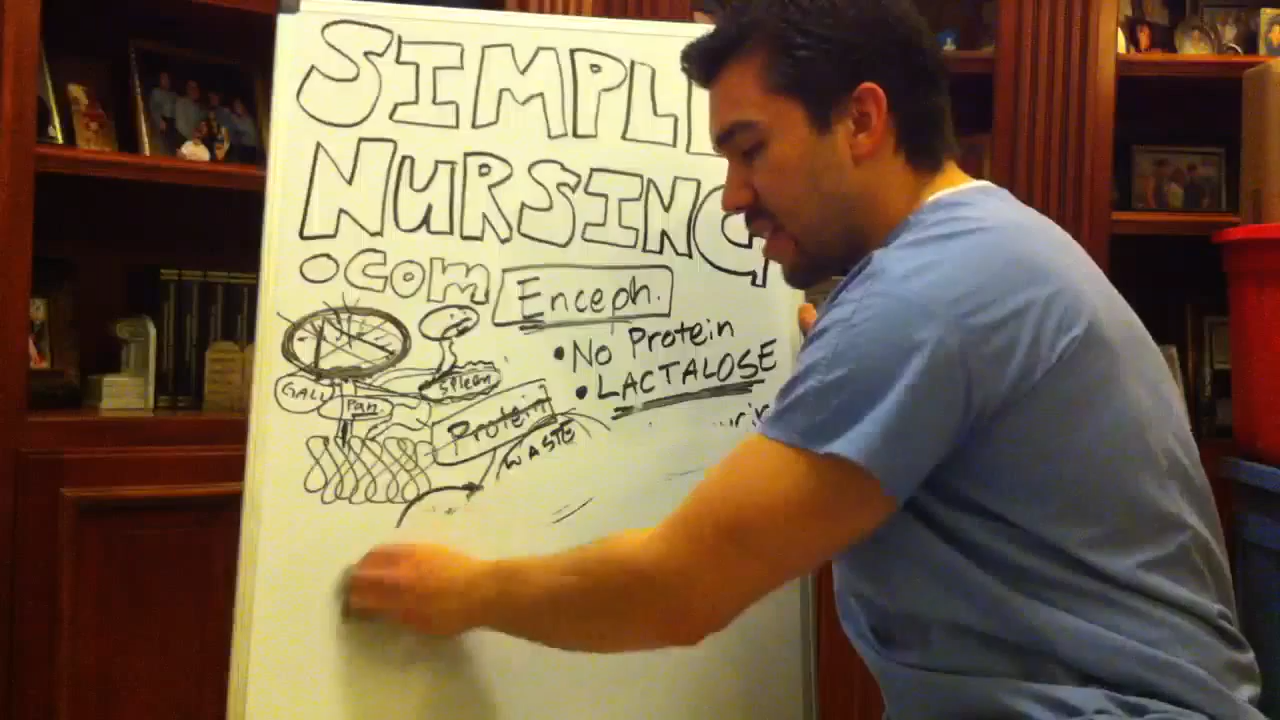 SIMPL
NURSING
.com
Enceph.
• No Protein
• LACTALOSE
Spleen
GALL
Pan.
Protein
WASTE